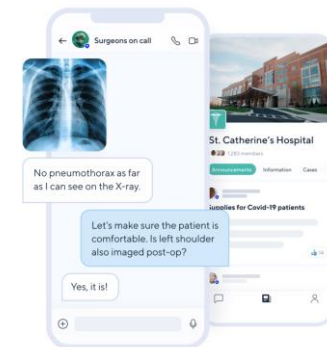 Surgeons on call
No pneumothorax as far
as I can see on the X-ray.
Let's make sure the patient is
comfortable. Is left shoulder
also imaged post-op?
Yes, it is!
St. Catherine's Hospital
1,283 members
Announcements Information Cases
Supplies for Covid-19 patients